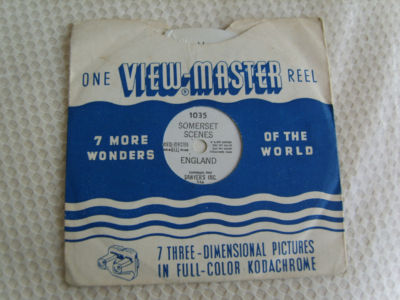 ONE VIEW-MASTER® REEL
7 MORE WONDERS
OF THE WORLD
1035
SOMERSET
SCENES
ENGLAND
SAWYERS INC.
7 THREE-DIMENSIONAL PICTURES
IN FULL-COLOR KODACHROME